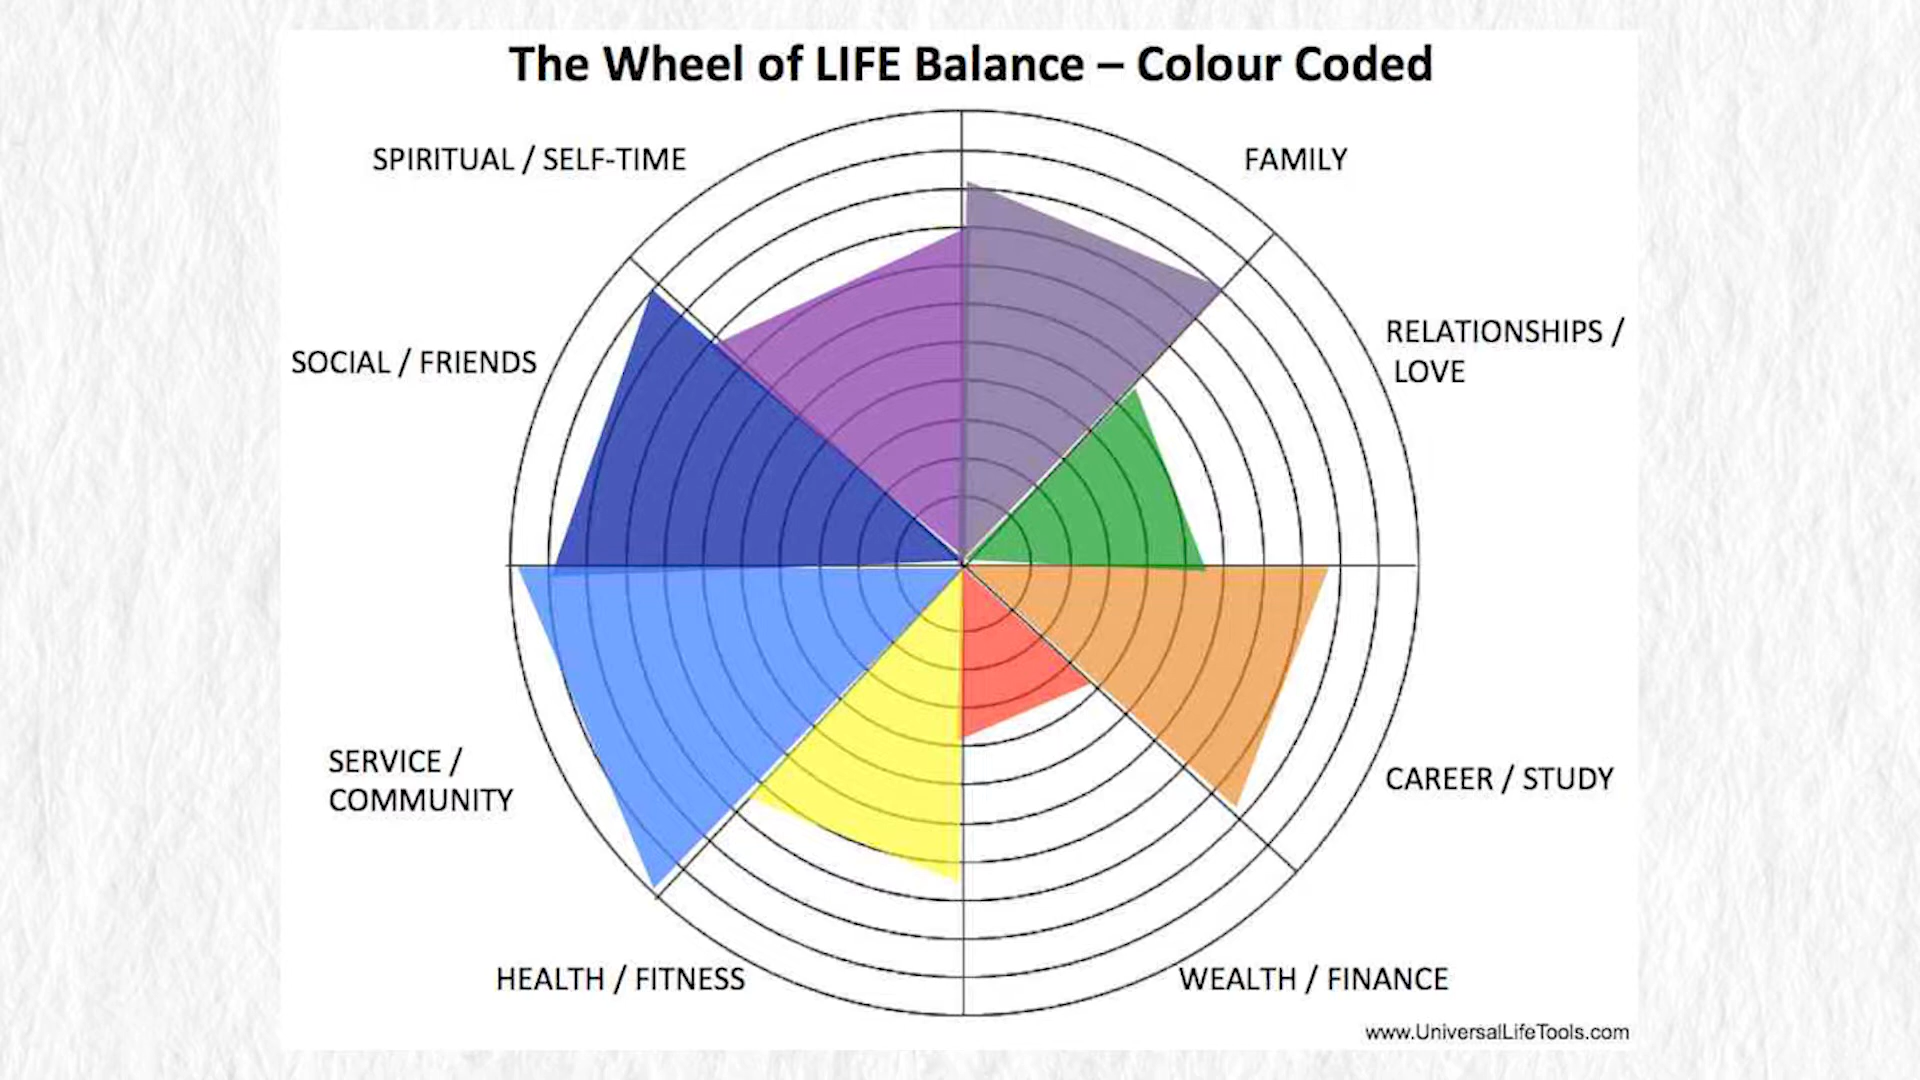 The Wheel of LIFE Balance – Colour Coded
SPIRITUAL / SELF-TIME
FAMILY
RELATIONSHIPS /
LOVE
SOCIAL / FRIENDS
SERVICE /
COMMUNITY
CAREER / STUDY
HEALTH / FITNESS
WEALTH / FINANCE
www.UniversalLifeTools.com